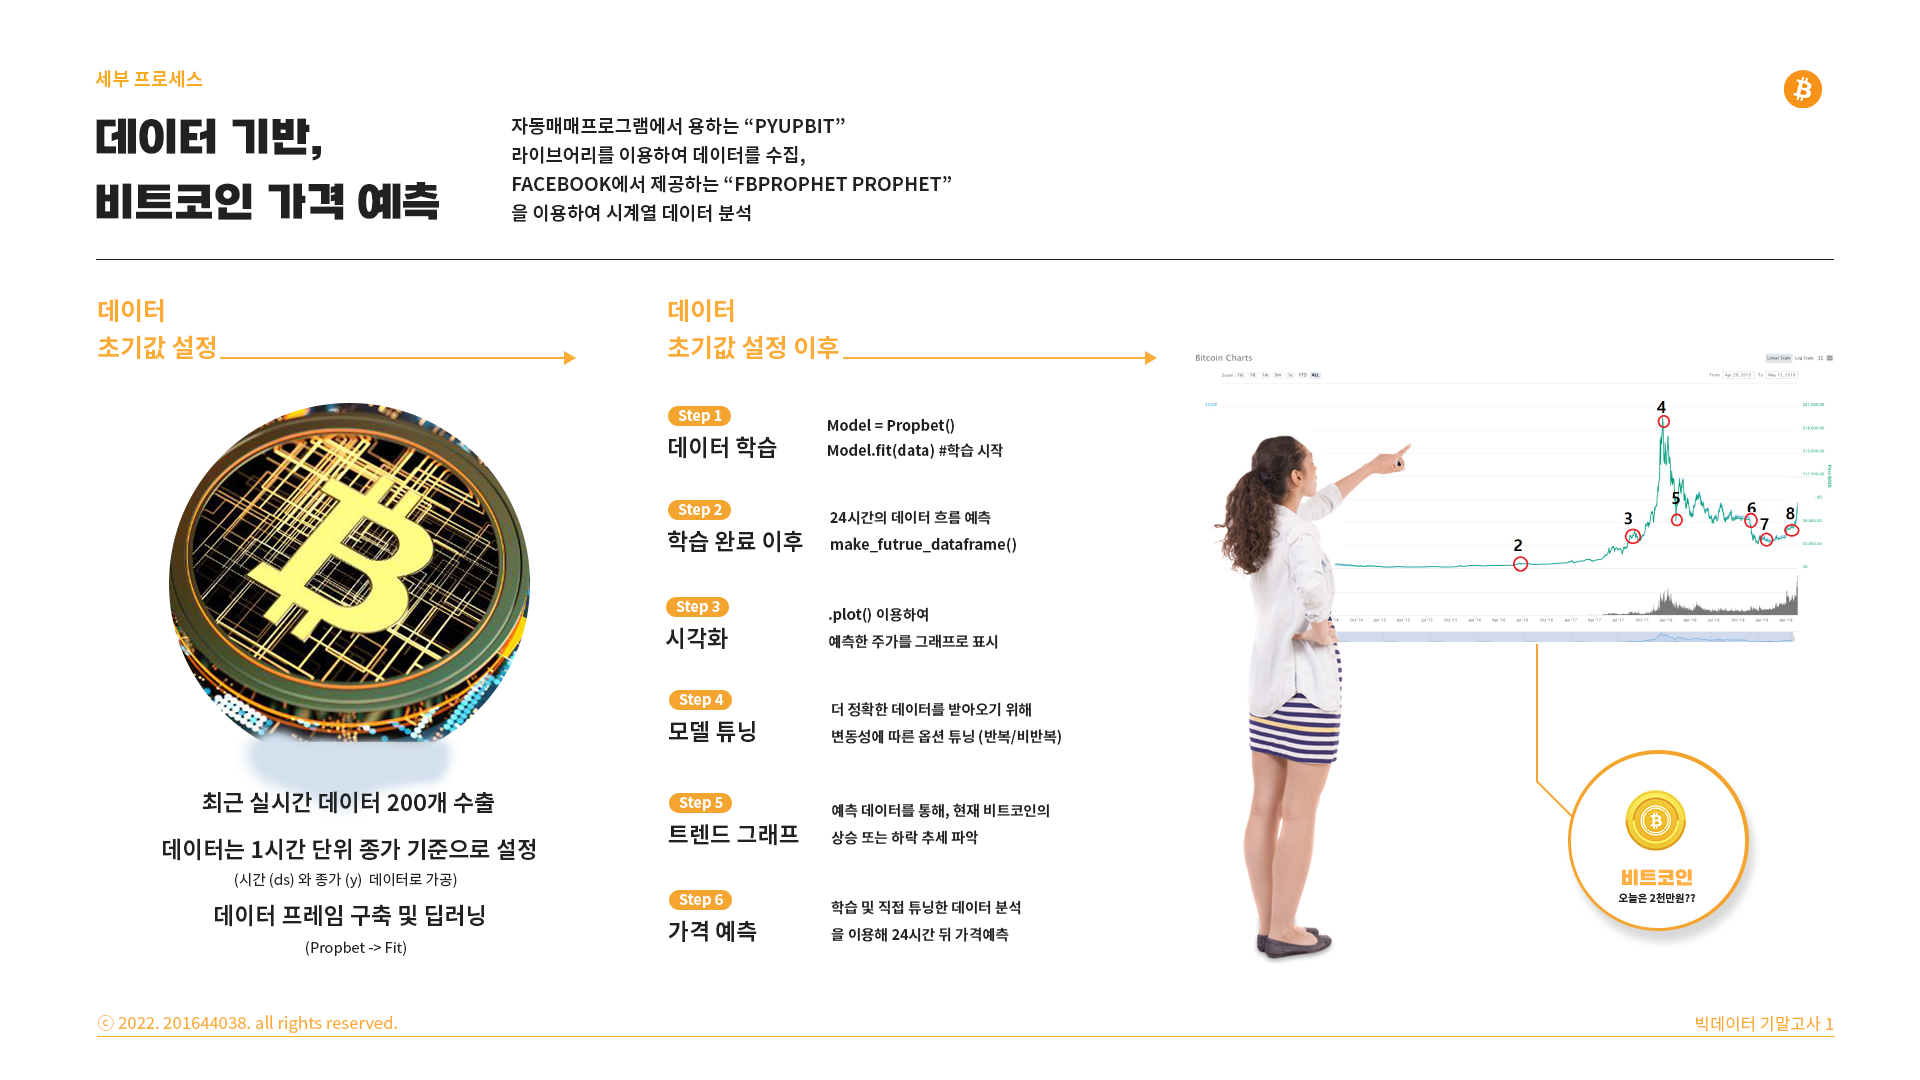 세부 프로세스
데이터 기반,
비트코인 가격 예측
자동매매프로그램에서 용하는 “PYUPBIT”
라이브어리를 이용하여 데이터를 수집,
FACEBOOK에서 제공하는 “FBPROPHET PROPHET”
을 이용하여 시계열 데이터 분석
데이터
초기값 설정
최근 실시간 데이터 200개 수출
데이터는 1시간 단위 종가 기준으로 설정
(시간 (ds) 와 종가 (y) 데이터로 가공)
데이터 프레임 구축 및 딥러닝
(Propbet -> Fit)
데이터
초기값 설정 이후
Step 1
데이터 학습
Model = Propbet()
Model.fit(data) #학습 시작
Step 2
학습 완료 이후
24시간의 데이터 흐름 예측
make_futrue_dataframe()
Step 3
시각화
.plot() 이용하여
예측한 주가를 그래프로 표시
Step 4
모델 튜닝
더 정확한 데이터를 받아오기 위해
변동성에 따른 옵션 튜닝 (반복/비반복)
Step 5
트렌드 그래프
예측 데이터를 통해, 현재 비트코인의
상승 또는 하락 추세 파악
Step 6
가격 예측
학습 및 직접 튜닝한 데이터 분석
을 이용해 24시간 뒤 가격예측
Bitcoin Charts
Linear Scale Log Scale
Zoom 1d 7d 1m 3m 1y YTD ALL
2
3
4
5
6
7
8
비트코인
오늘은 2천만원??
ⓒ 2022. 201644038. all rights reserved.
빅데이터 기말고사 1